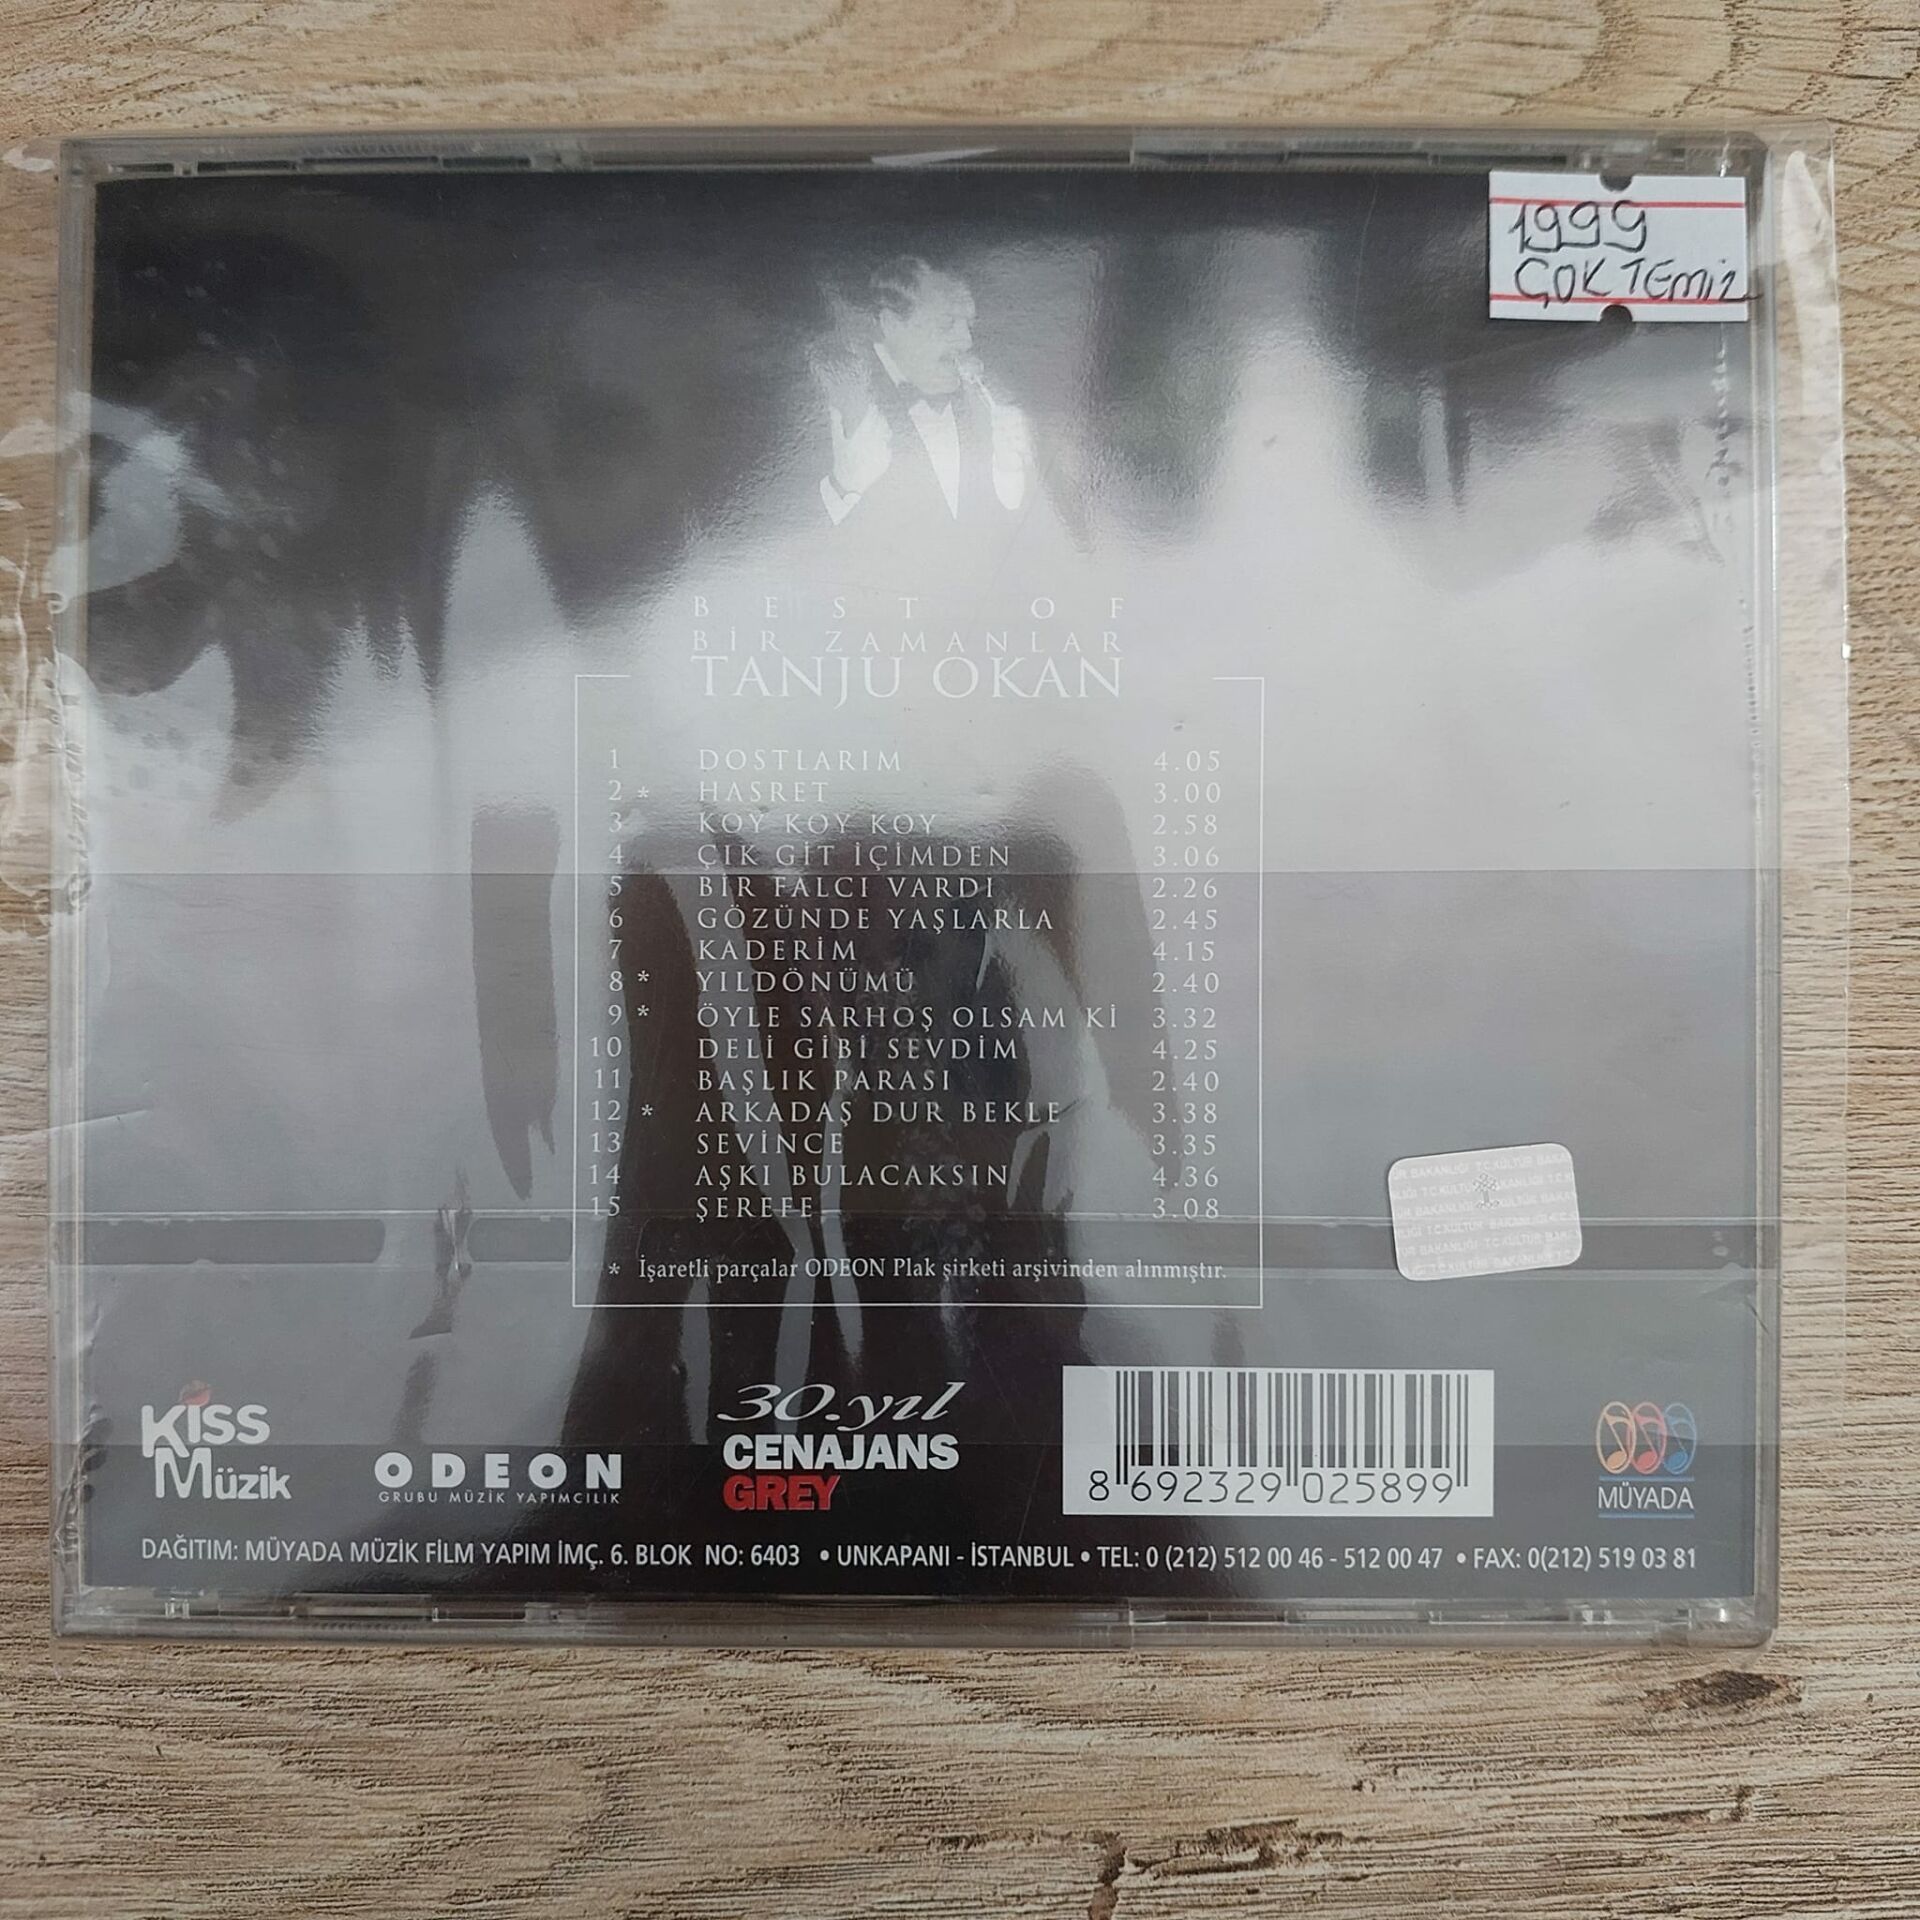 1999
ÇOK TEMiz
BEST OF
BİR ZAMANLAR
TANJU OKAN
1 DOSTLARIM 4.05
2 * HASRET 3.00
3 KOY KOY KOY 2.58
4 ÇIK GİT İÇİMDEN 3.06
5 BİR FALCI VARDI 2.26
6 GÖZÜNDE YAŞLARLA 2.45
7 KADERİM 4.15
8 * YILDÖNÜMÜ 2.40
9 * ÖYLE SARHOŞ OLSAM Kİ 3.32
10 DELİ GİBİ SEVDİM 4.25
11 BAŞLIK PARASI 2.40
12 * ARKADAŞ DUR BEKLE 3.38
13 SEVİNCE 3.35
14 AŞKI BULACAKSIN 4.36
15 ŞEREFE 3.08
* İşaretli parçalar ODEON Plak şirketi arşivinden alınmıştır.
T.C.KÜLTÜR BAKANLIĞI
KISS
Müzik
ODEON
GRUBU MÜZİK YAPIMCILIK
30.yıl
CENAJANS
GREY
8 692329 025899
MÜYADA
DAĞITIM: MÜYADA MÜZİK FİLM YAPIM İMÇ. 6. BLOK NO: 6403 • UNKAPANI - İSTANBUL • TEL: 0 (212) 512 00 46 - 512 00 47 • FAX: 0(212) 519 03 81